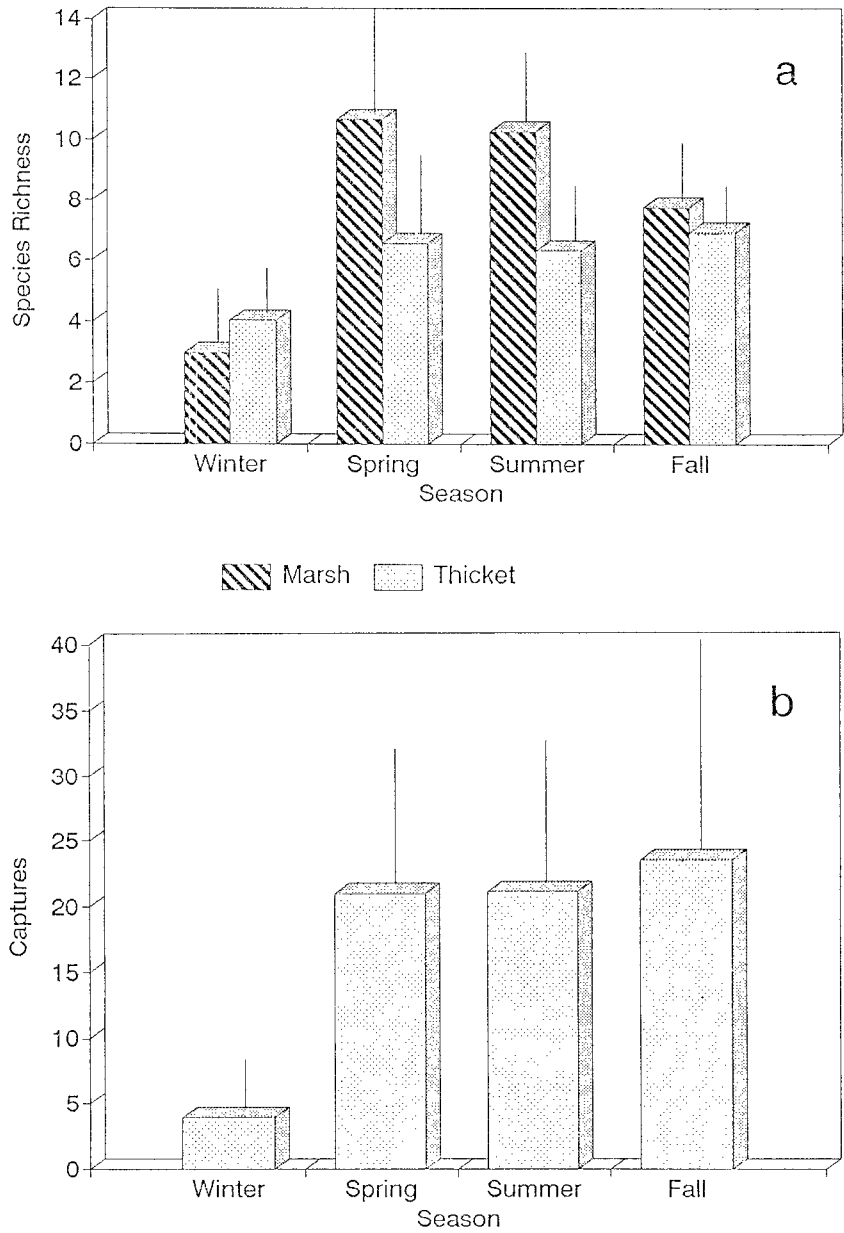 a
Species Richness
14
12
10
8
6
4
2
0
Winter Spring Summer Fall
Season
Marsh Thicket
b
Captures
40
35
30
25
20
15
10
5
0
Winter Spring Summer Fall
Season